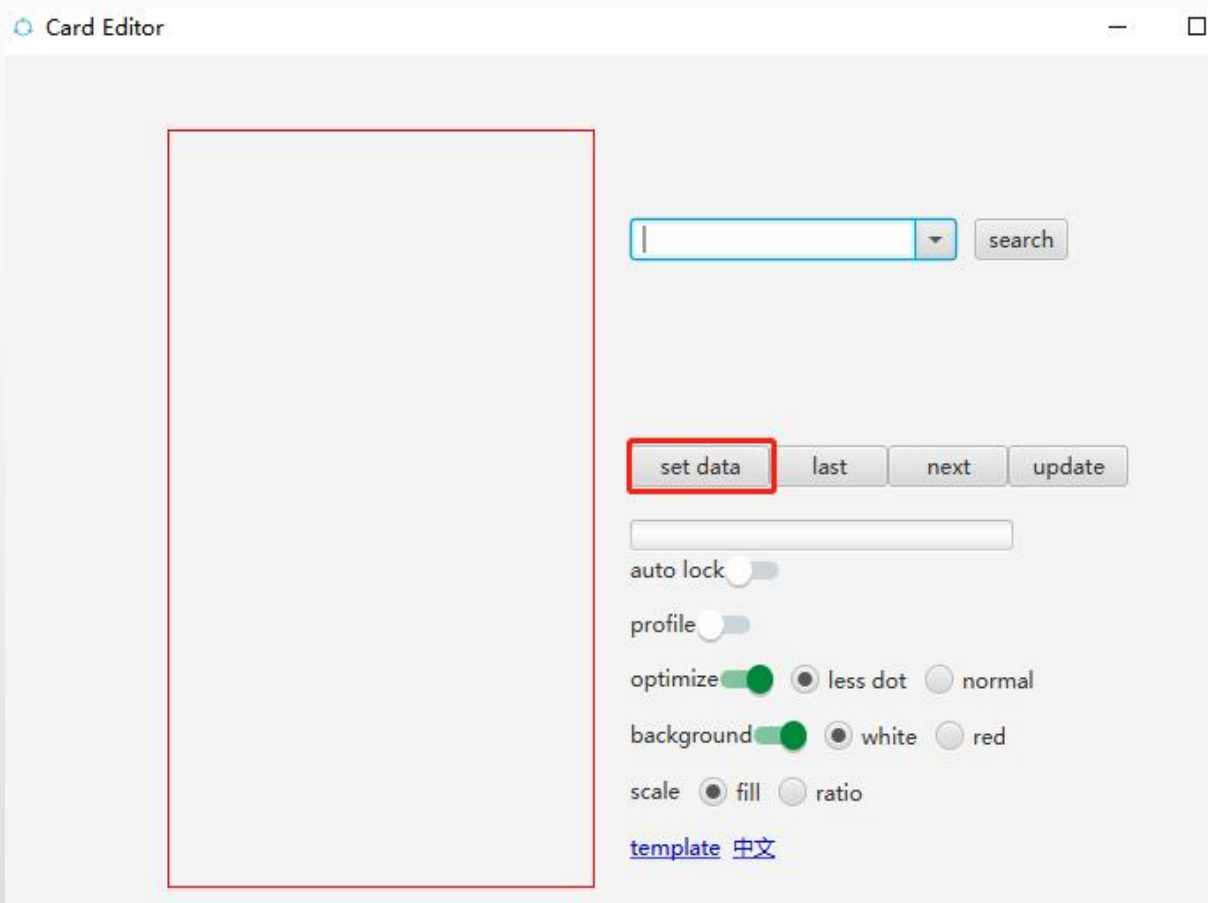 Card Editor
search
set data last next update
auto lock
profile
optimize less dot normal
background white red
scale fill ratio
template 中文